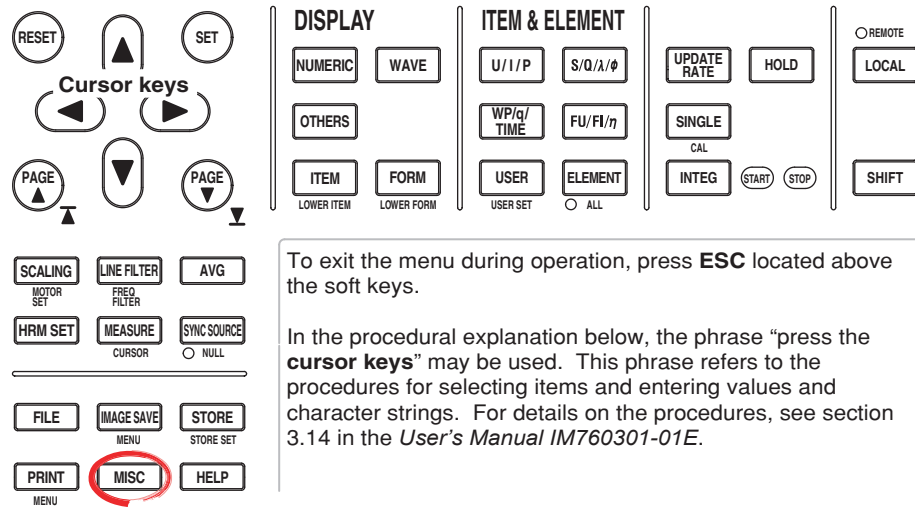 RESET
SET
Cursor keys
PAGE
PAGE
DISPLAY
NUMERIC
WAVE
OTHERS
ITEM
FORM
LOWER ITEM
LOWER FORM
ITEM & ELEMENT
U/I/P
S/Q/λ/ϕ
WP/q/
TIME
FU/FI/η
USER
ELEMENT
USER SET
ALL
UPDATE
RATE
HOLD
SINGLE
CAL
INTEG
START
STOP
REMOTE
LOCAL
SHIFT
SCALING
LINE FILTER
AVG
MOTOR
SET
FREQ
FILTER
HRM SET
MEASURE
SYNC SOURCE
CURSOR
NULL
FILE
IMAGE SAVE
STORE
MENU
STORE SET
PRINT
MISC
HELP
MENU
To exit the menu during operation, press ESC located above
the soft keys.
In the procedural explanation below, the phrase “press the
cursor keys” may be used. This phrase refers to the
procedures for selecting items and entering values and
character strings. For details on the procedures, see section
3.14 in the User’s Manual IM760301-01E.